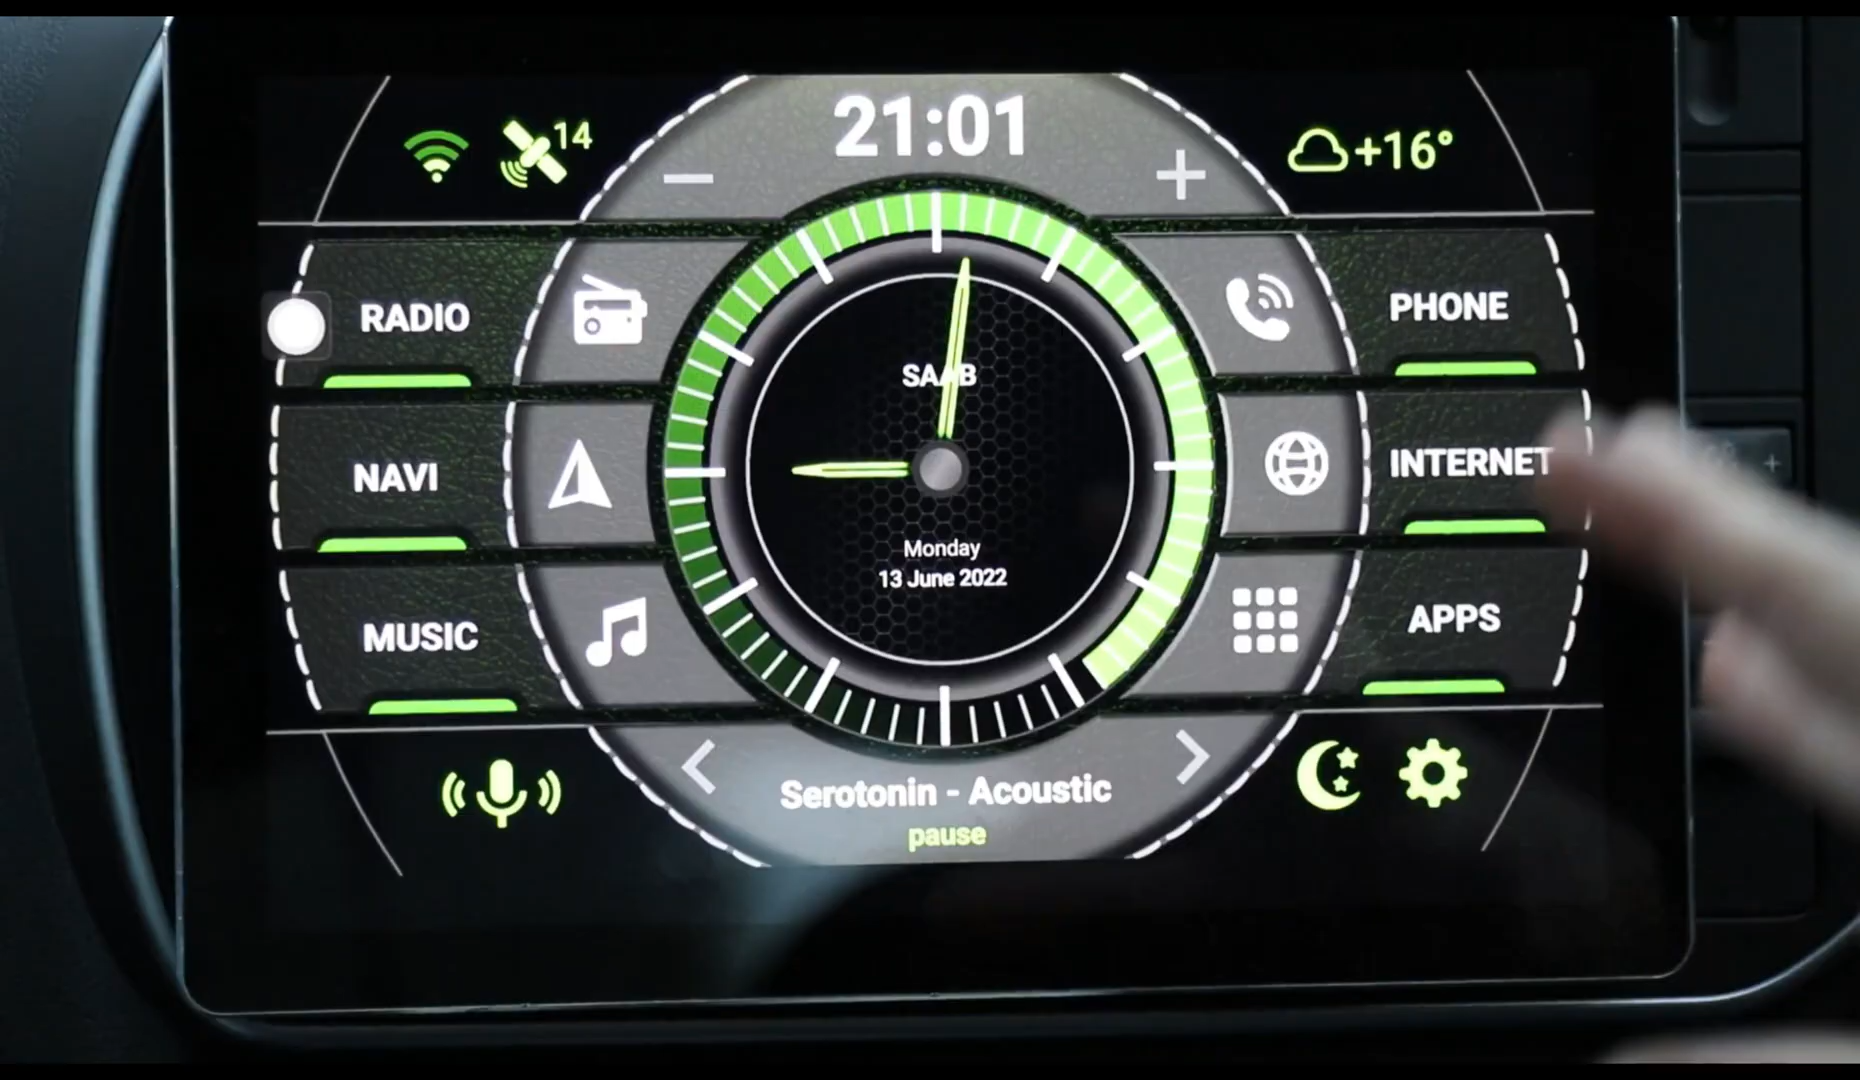 21:01
14
+16°
RADIO
PHONE
SAAB
NAVI
INTERNET
Monday
13 June 2022
MUSIC
APPS
Serotonin - Acoustic
pause